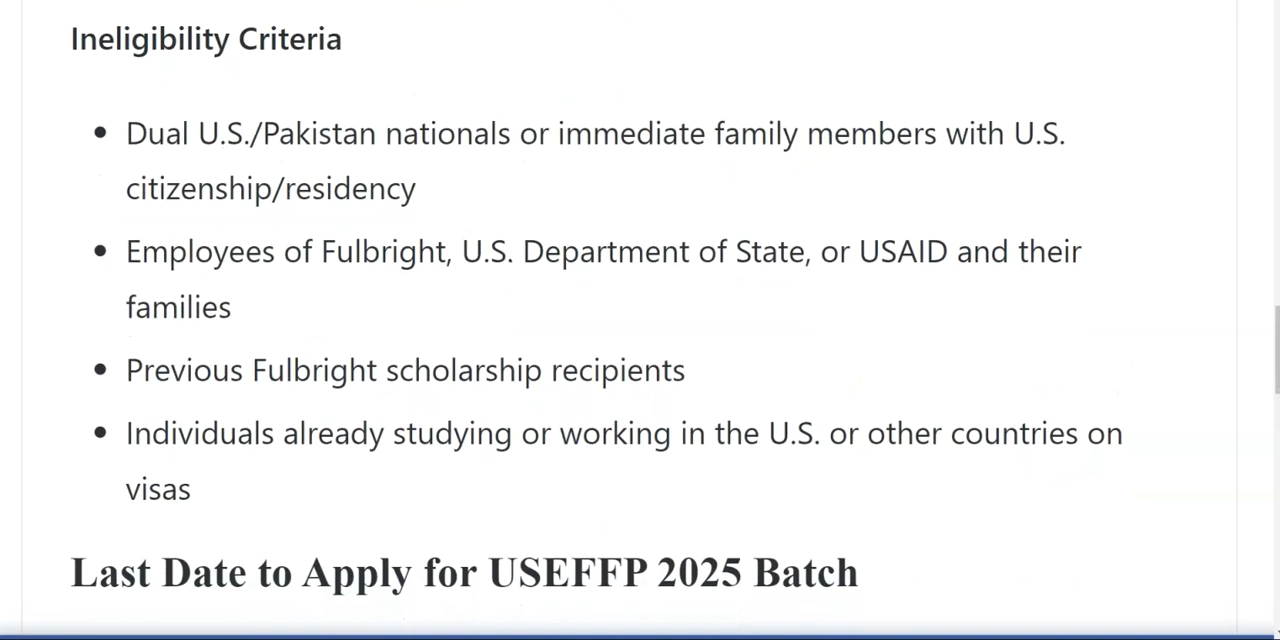 Ineligibility Criteria
• Dual U.S./Pakistan nationals or immediate family members with U.S.
citizenship/residency
• Employees of Fulbright, U.S. Department of State, or USAID and their
families
• Previous Fulbright scholarship recipients
• Individuals already studying or working in the U.S. or other countries on
visas
Last Date to Apply for USEFFP 2025 Batch